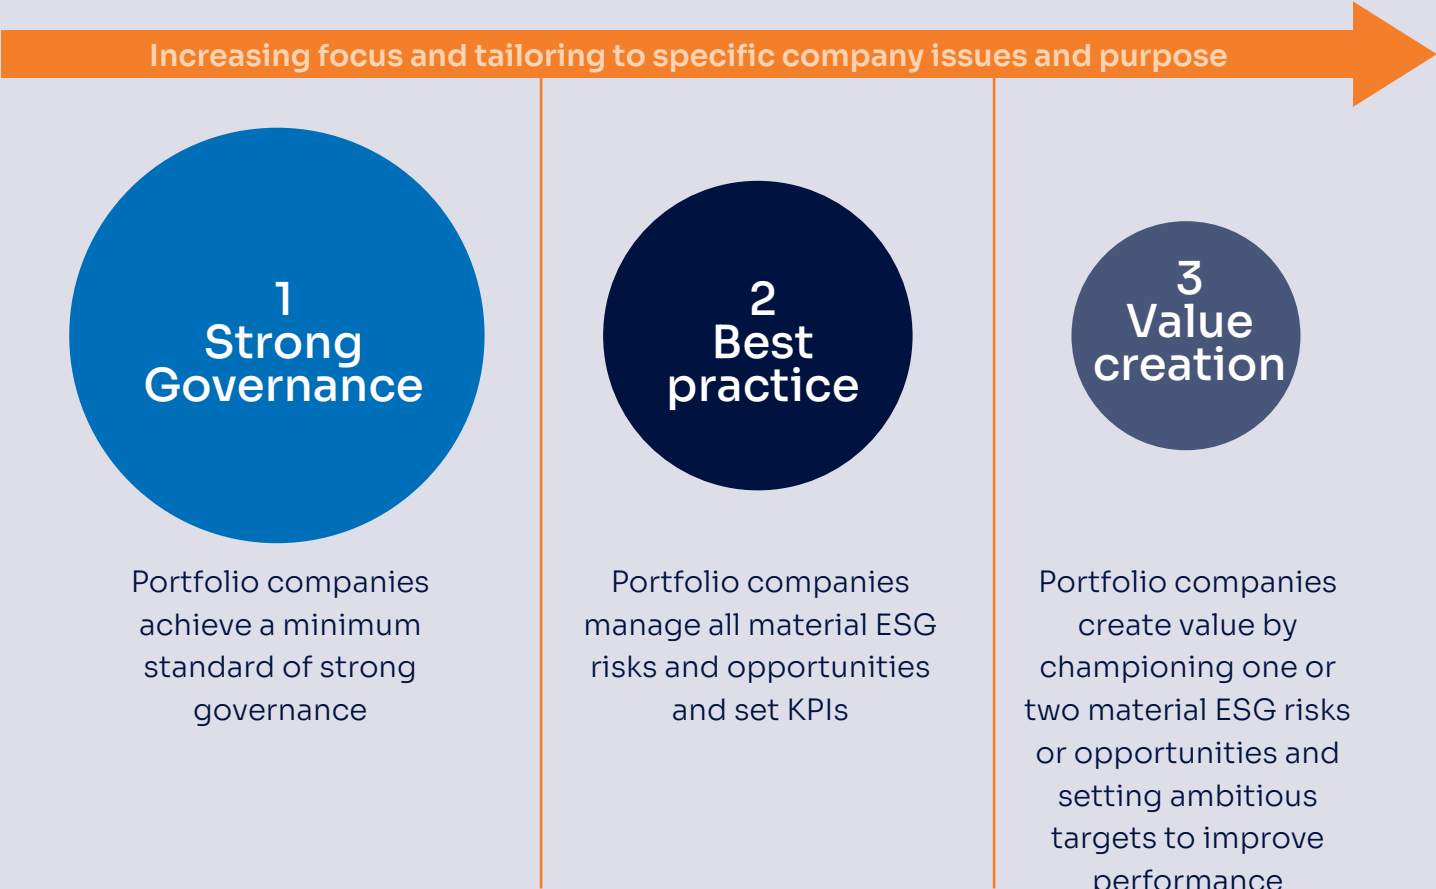 Increasing focus and tailoring to specific company issues and purpose
1
Strong
Governance
Portfolio companies
achieve a minimum
standard of strong
governance
2
Best
practice
Portfolio companies
manage all material ESG
risks and opportunities
and set KPIs
3
Value
creation
Portfolio companies
create value by
championing one or
two material ESG risks
or opportunities and
setting ambitious
targets to improve
performance